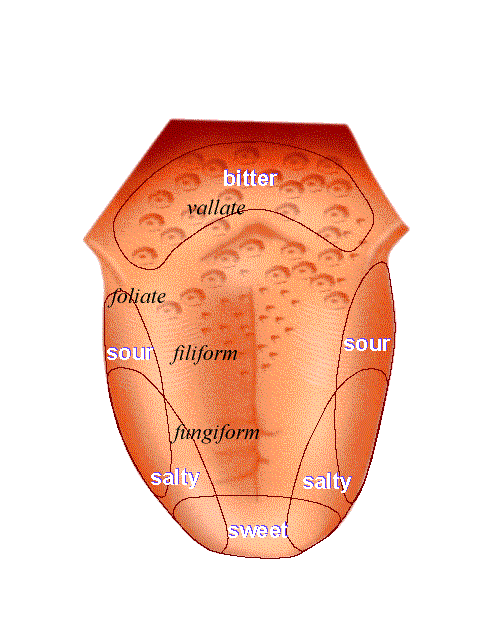 bitter
vallate
foliate
sour
sour
filiform
fungiform
salty
salty
sweet